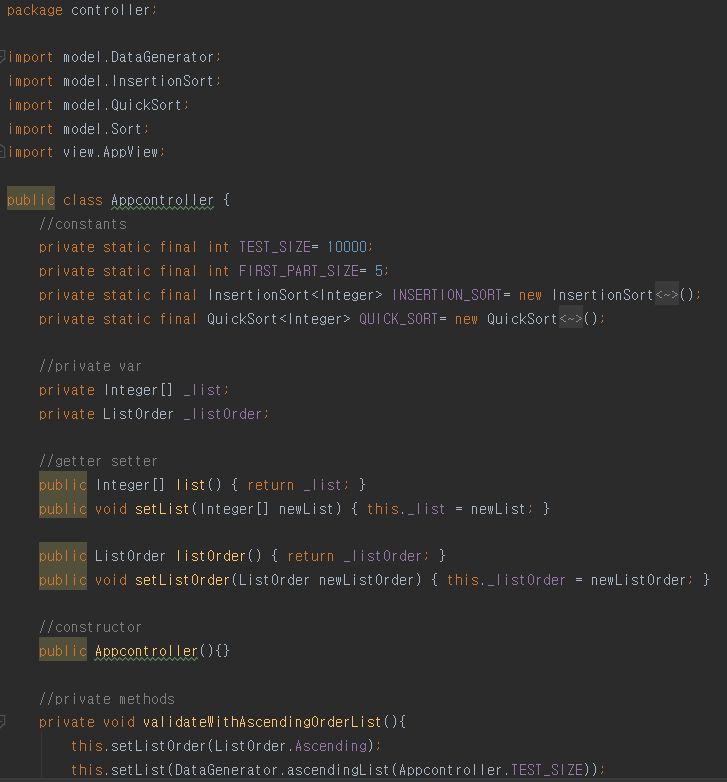 package controller;
import model.DataGenerator;
import model.InsertionSort;
import model.QuickSort;
import model.Sort;
import view.AppView;
public class Appcontroller {
//constants
private static final int TEST_SIZE= 10000;
private static final int FIRST_PART_SIZE= 5;
private static final InsertionSort<Integer> INSERTION_SORT= new InsertionSort<~>();
private static final QuickSort<Integer> QUICK_SORT= new QuickSort<~>();
//private var
private Integer[] _list;
private ListOrder _listOrder;
//getter setter
public Integer[] list() { return _list; }
public void setList(Integer[] newList) { this._list = newList; }
public ListOrder listOrder() { return _listOrder; }
public void setListOrder(ListOrder newListOrder) { this._listOrder = newListOrder; }
//constructor
public Appcontroller(){}
//private methods
private void validateWithAscendingOrderList(){
this.setListOrder(ListOrder.Ascending);
this.setList(DataGenerator.ascendingList(Appcontroller.TEST_SIZE));